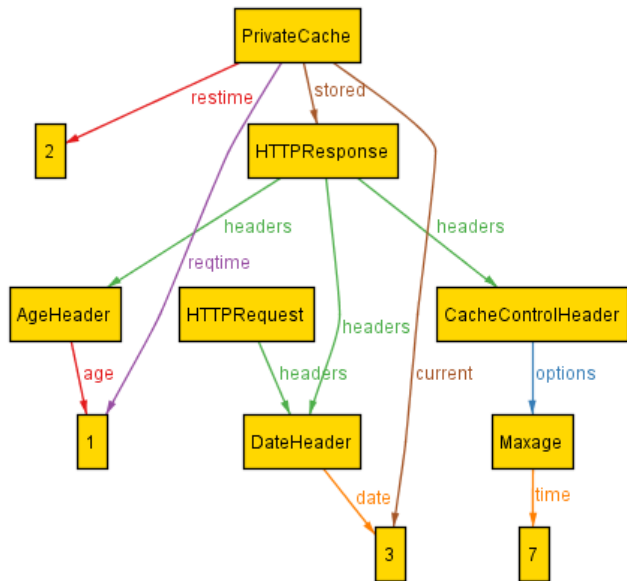 PrivateCache
restime
stored
2
HTTPResponse
headers
headers
reqtime
AgeHeader
HTTPRequest
CacheControlHeader
headers
age
headers
current
options
1
DateHeader
Maxage
date
time
3
7